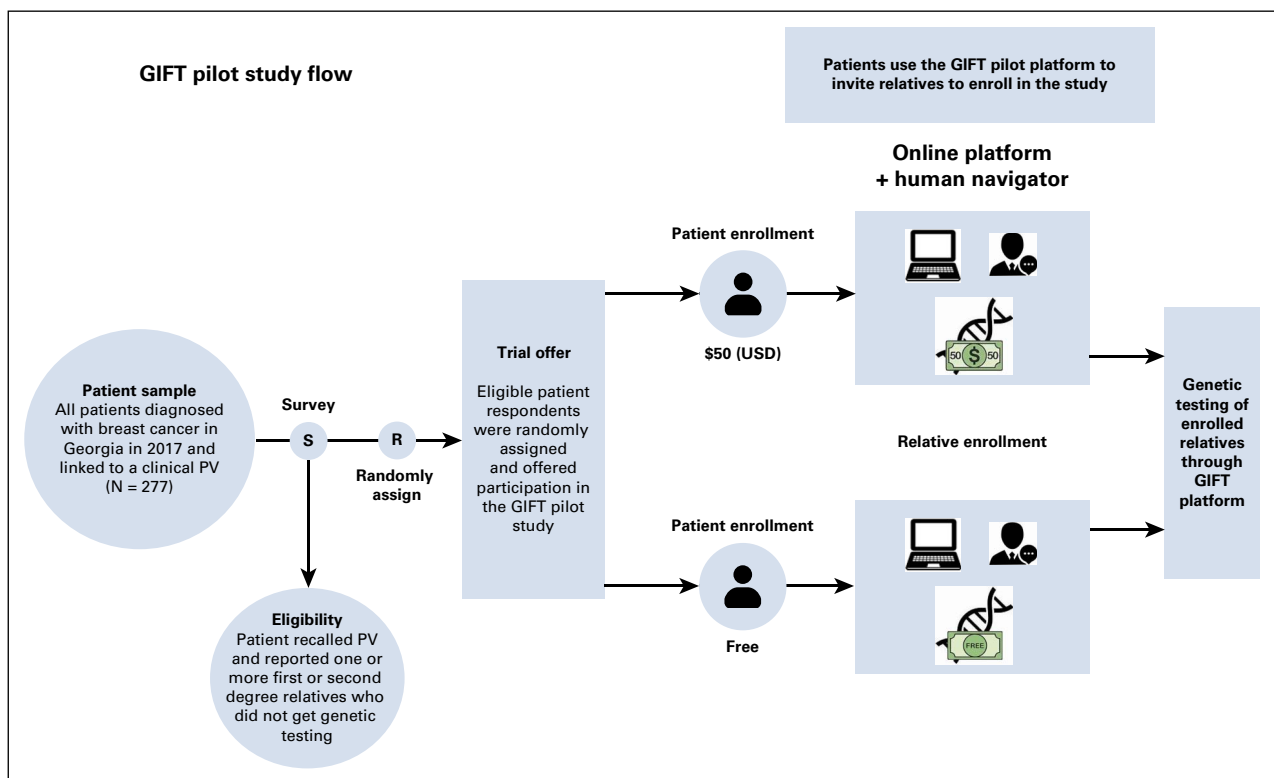 GIFT pilot study flow
Patients use the GIFT pilot platform to
invite relatives to enroll in the study
Online platform
+ human navigator
Patient sample
All patients diagnosed
with breast cancer in
Georgia in 2017 and
linked to a clinical PV
(N = 277)
Survey
S
R
Randomly
assign
Eligibility
Patient recalled PV
and reported one or
more first or second
degree relatives who
did not get genetic
testing
Trial offer
Eligible patient
respondents
were randomly
assigned
and offered
participation in
the GIFT pilot
study
Patient enrollment
$50 (USD)
50 $ 50
Relative enrollment
Patient enrollment
Free
FREE
Genetic
testing of
enrolled
relatives
through
GIFT
platform